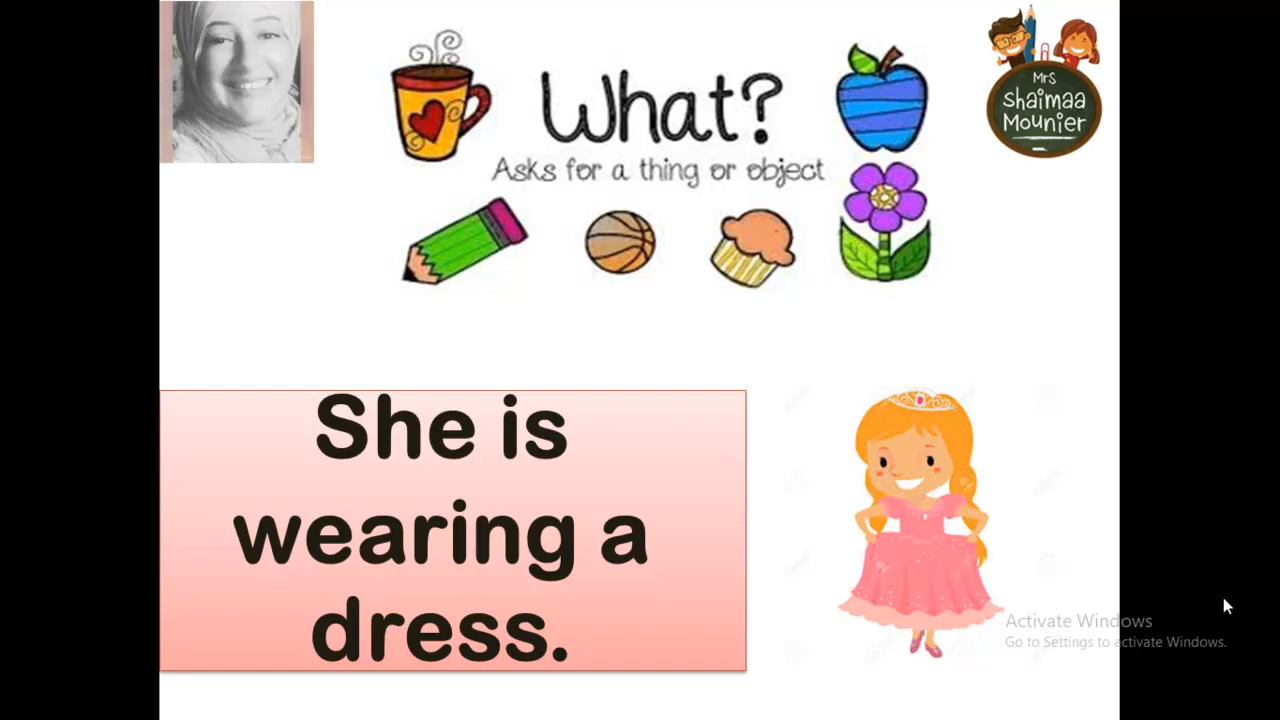 What?
Asks for a thing or object
Mrs
Shaimaa
Mounier
She is
wearing a
dress.
Activate Windows
Go to Settings to activate Windows.